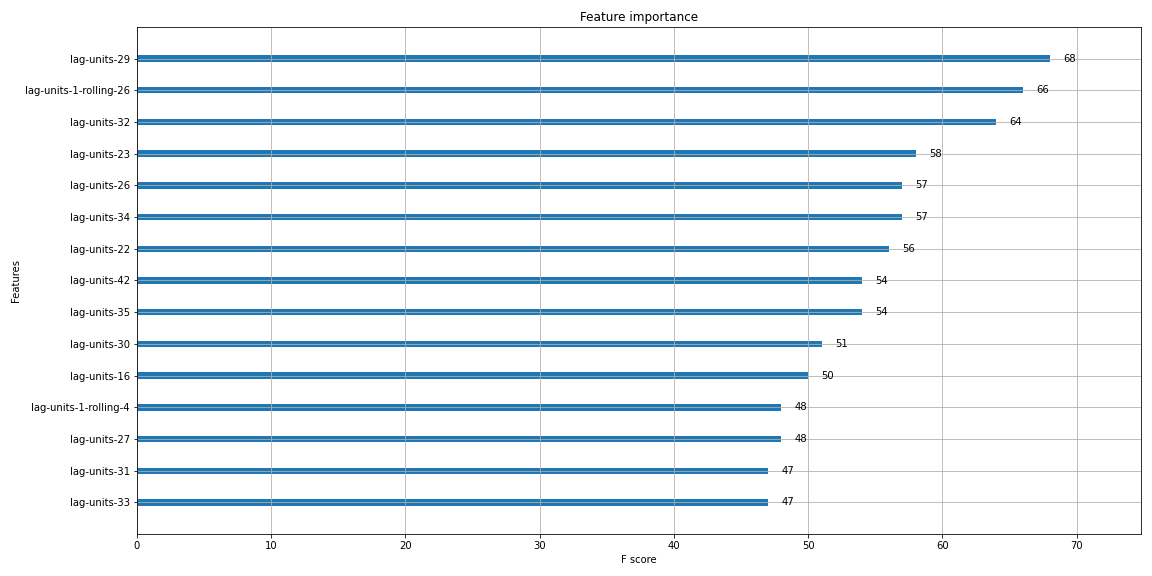 Feature importance
lag-units-29 68
lag-units-1-rolling-26 66
lag-units-32 64
lag-units-23 58
lag-units-26 57
lag-units-34 57
lag-units-22 56
lag-units-42 54
lag-units-35 54
lag-units-30 51
lag-units-16 50
lag-units-1-rolling-4 48
lag-units-27 48
lag-units-31 47
lag-units-33 47
Features
0 10 20 30 40 50 60 70
F score